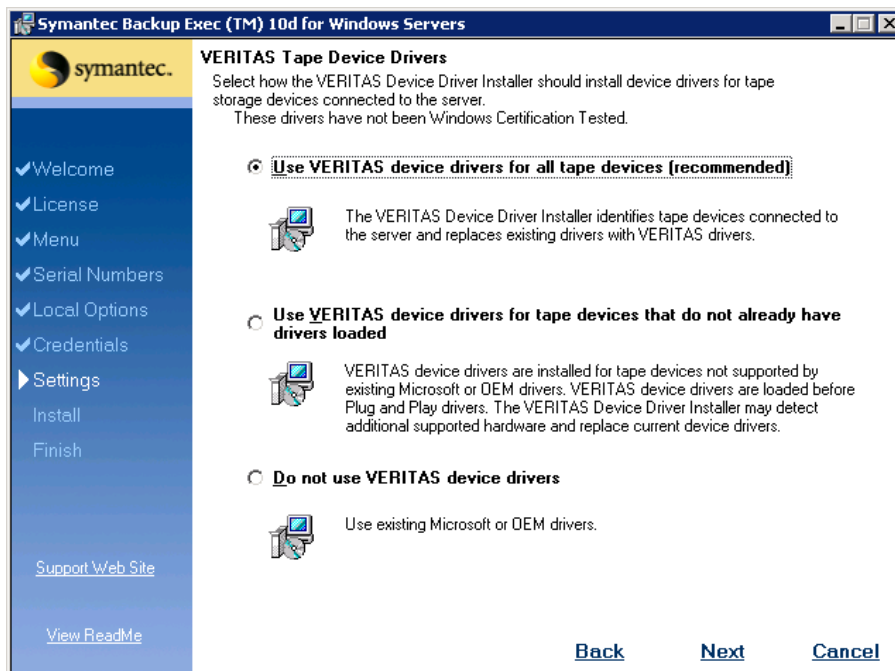 Symantec Backup Exec (TM) 10d for Windows Servers
symantec.
VERITAS Tape Device Drivers
Select how the VERITAS Device Driver Installer should install device drivers for tape
storage devices connected to the server.
These drivers have not been Windows Certification Tested.
Welcome
License
Menu
Serial Numbers
Local Options
Credentials
Settings
Install
Finish
Support Web Site
View ReadMe
Use VERITAS device drivers for all tape devices (recommended)
The VERITAS Device Driver Installer identifies tape devices connected to
the server and replaces existing drivers with VERITAS drivers.
Use VERITAS device drivers for tape devices that do not already have
drivers loaded
VERITAS device drivers are installed for tape devices not supported by
existing Microsoft or OEM drivers. VERITAS device drivers are loaded before
Plug and Play drivers. The VERITAS Device Driver Installer may detect
additional supported hardware and replace current device drivers.
Do not use VERITAS device drivers
Use existing Microsoft or OEM drivers.
Back Next Cancel